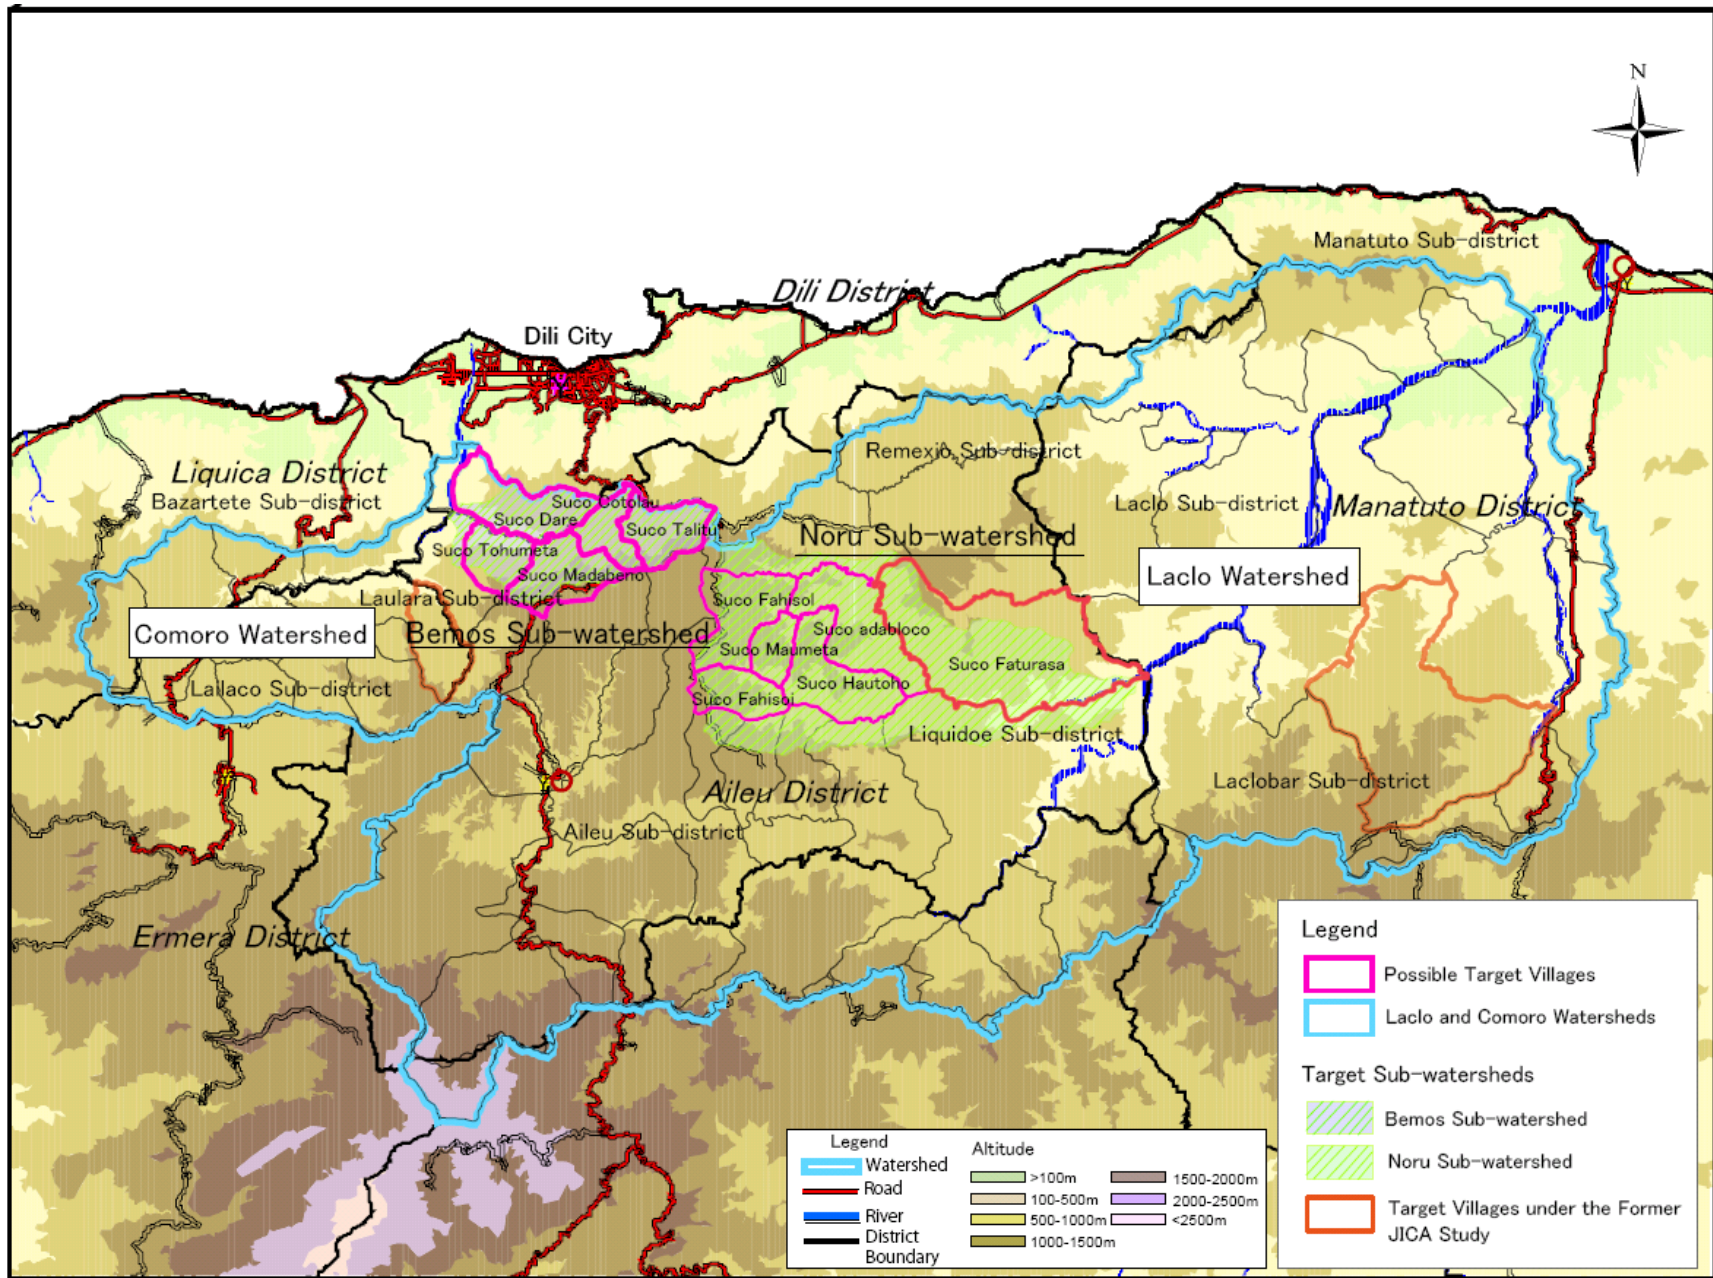 N
Manatuto Sub-district
Dili District
Dili City
Remexio Sub-district
Liquica District
Bazartete Sub-district
Suco Cotolau
Suco Dare
Suco Talitu
Laclo Sub-district
Manatuto District
Noru Sub-watershed
Suco Tohumeta
Suco Madabeno
Laclo Watershed
Laulara Sub-district
Suco Fahisol
Comoro Watershed
Bemos Sub-watershed
Suco adabloco
Suco Maumeta
Suco Faturasa
Lailaco Sub-district
Suco Hautoho
Suco Fahisoi
Liquidoe Sub-district
Laclobar Sub-district
Aileu District
Aileu Sub-district
Ermera District
Legend
Possible Target Villages
Laclo and Comoro Watersheds
Target Sub-watersheds
Bemos Sub-watershed
Noru Sub-watershed
Target Villages under the Former
JICA Study
Legend
Watershed
Road
River
District
Boundary
Altitude
>100m
100-500m
500-1000m
1000-1500m
1500-2000m
2000-2500m
<2500m